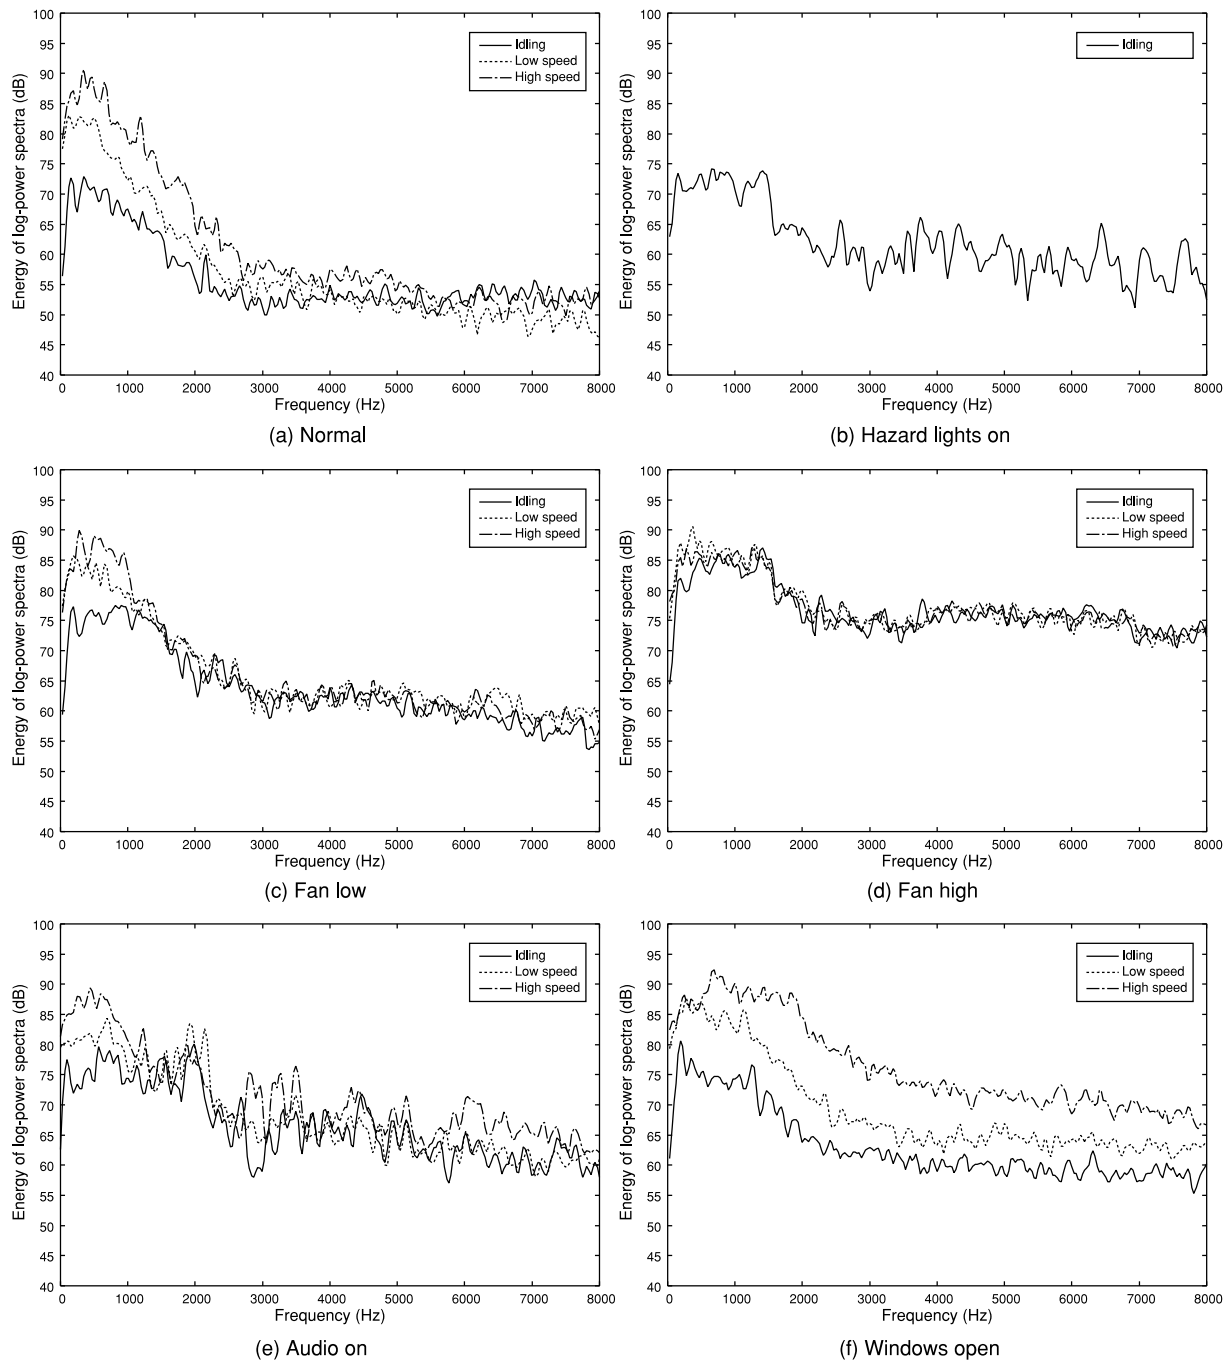 Energy of log-power spectra (dB)
100
95
90
85
80
75
70
65
60
55
50
45
40
Idling
Low speed
High speed
0 1000 2000 3000 4000 5000 6000 7000 8000
Frequency (Hz)
(a) Normal
Energy of log-power spectra (dB)
100
95
90
85
80
75
70
65
60
55
50
45
40
Idling
0 1000 2000 3000 4000 5000 6000 7000 8000
Frequency (Hz)
(b) Hazard lights on
Energy of log-power spectra (dB)
100
95
90
85
80
75
70
65
60
55
50
45
40
Idling
Low speed
High speed
0 1000 2000 3000 4000 5000 6000 7000 8000
Frequency (Hz)
(c) Fan low
Energy of log-power spectra (dB)
100
95
90
85
80
75
70
65
60
55
50
45
40
Idling
Low speed
High speed
0 1000 2000 3000 4000 5000 6000 7000 8000
Frequency (Hz)
(d) Fan high
Energy of log-power spectra (dB)
100
95
90
85
80
75
70
65
60
55
50
45
40
Idling
Low speed
High speed
0 1000 2000 3000 4000 5000 6000 7000 8000
Frequency (Hz)
(e) Audio on
Energy of log-power spectra (dB)
100
95
90
85
80
75
70
65
60
55
50
45
40
Idling
Low speed
High speed
0 1000 2000 3000 4000 5000 6000 7000 8000
Frequency (Hz)
(f) Windows open